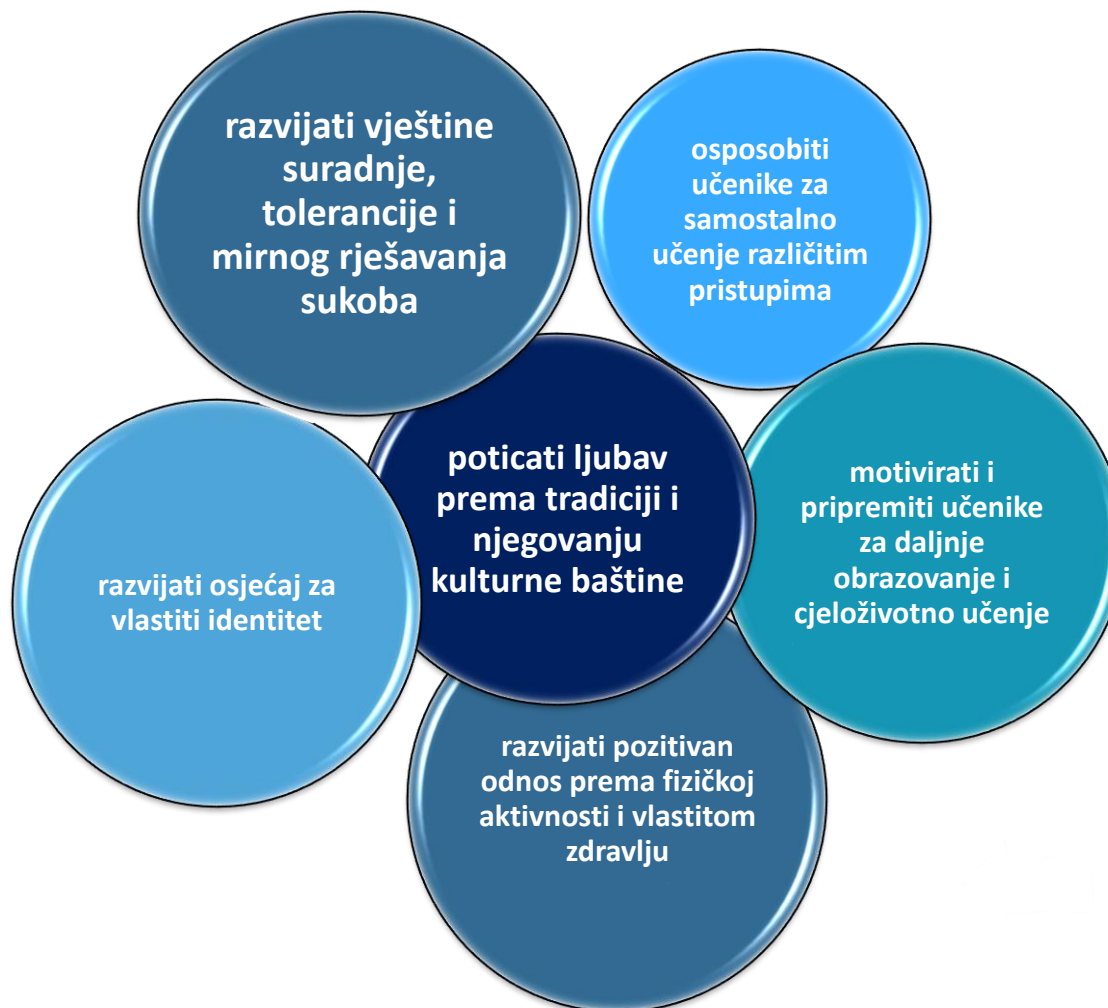 razvijati vještine
suradnje,
tolerancije i
mirnog rješavanja
sukoba
osposobiti
učenike za
samostalno
učenje različitim
pristupima
poticati ljubav
prema tradiciji i
njegovanju
kulturne baštine
motivirati i
pripremiti učenike
za daljnje
obrazovanje i
cjeloživotno učenje
razvijati osjećaj za
vlastiti identitet
razvijati pozitivan
odnos prema fizičkoj
aktivnosti i vlastitom
zdravlju